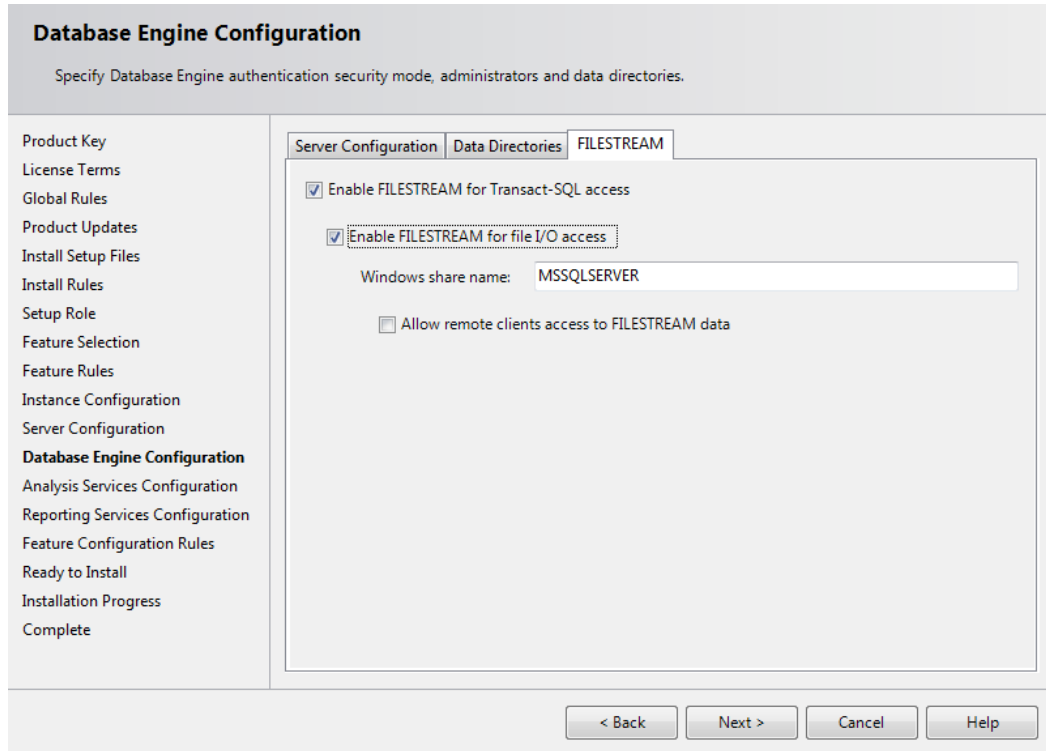 Database Engine Configuration
Specify Database Engine authentication security mode, administrators and data directories.
Product Key
License Terms
Global Rules
Product Updates
Install Setup Files
Install Rules
Setup Role
Feature Selection
Feature Rules
Instance Configuration
Server Configuration
Database Engine Configuration
Analysis Services Configuration
Reporting Services Configuration
Feature Configuration Rules
Ready to Install
Installation Progress
Complete
Server Configuration Data Directories FILESTREAM
Enable FILESTREAM for Transact-SQL access
Enable FILESTREAM for file I/O access
Windows share name: MSSQLSERVER
Allow remote clients access to FILESTREAM data
< Back Next > Cancel Help